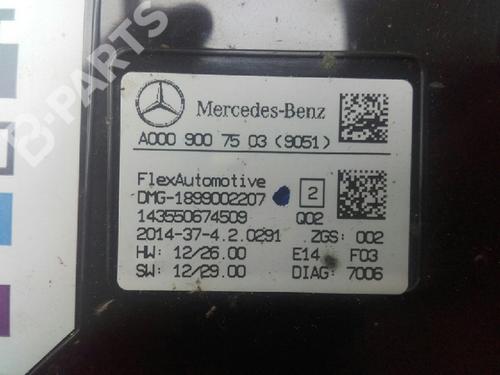 B-PARTS
Mercedes-Benz
A000 900 75 03 (9051)
FlexAutomotive
DMG-1899002207 2
143550674509 Q02
2014-37-4.2.0291 ZGS: 002
HW: 12/26.00 E14 F03
SW: 12/29.00 DIAG: 7006